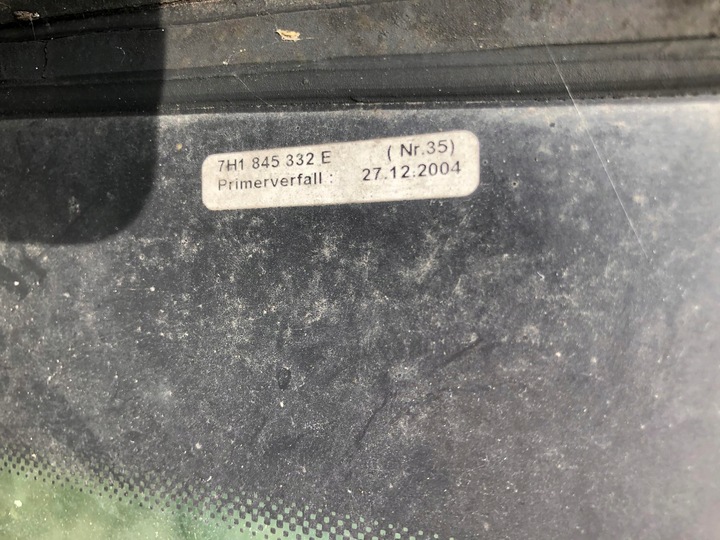 7H1 845 332 E ( Nr.35)
Primerverfall : 27.12.2004